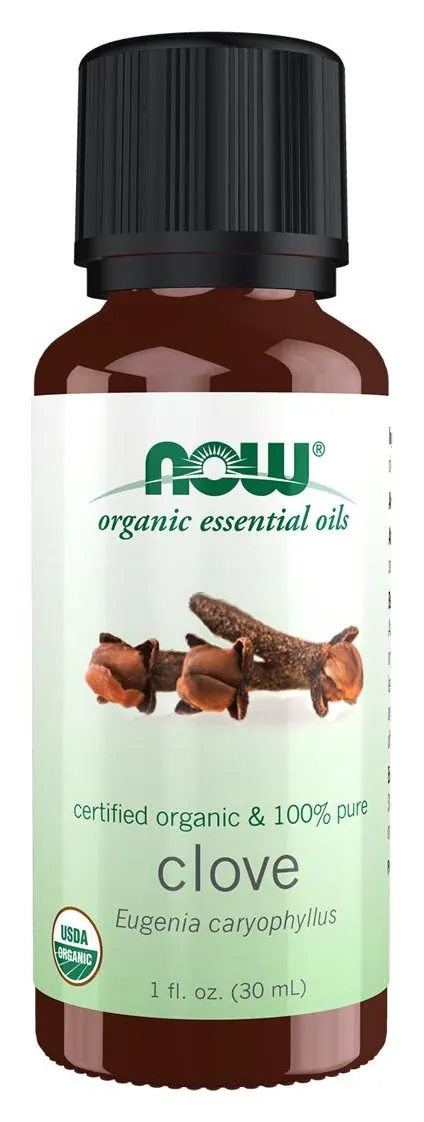 now®
organic essential oils
certified organic & 100% pure
clove
Eugenia caryophyllus
USDA
ORGANIC
1 fl. oz. (30 mL)